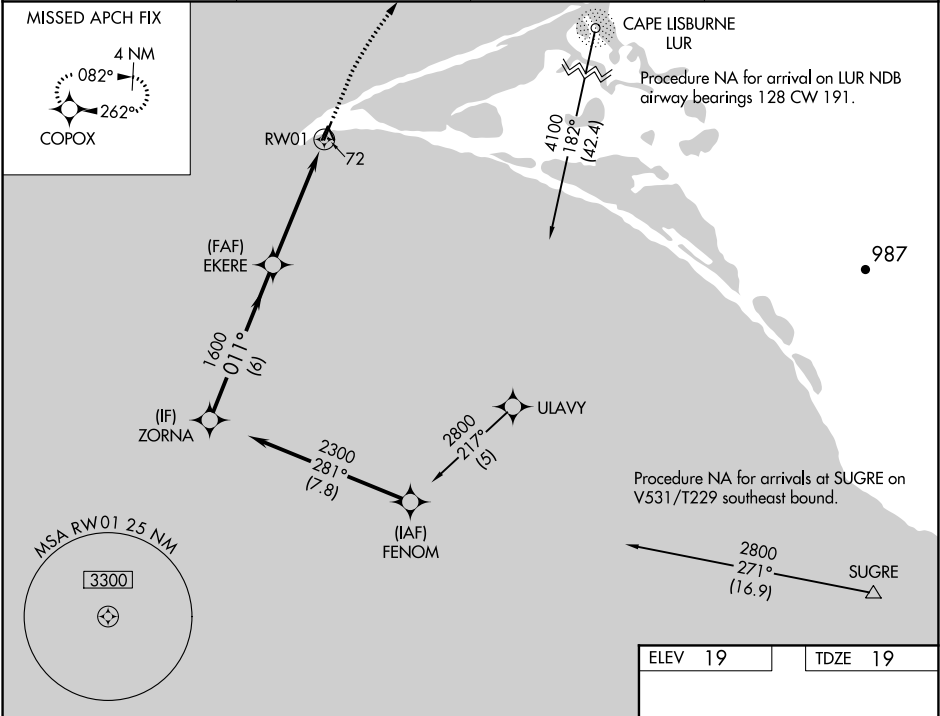 MISSED APCH FIX
4 NM
082°
262°
COPOX
CAPE LISBURNE
LUR
Procedure NA for arrival on LUR NDB
airway bearings 128 CW 191.
4100
182°
(42.4)
RW01
72
(FAF)
EKERE
987
1600
011°
(6)
(IF)
ZORNA
ULAVY
2800
217°
(5)
2300
281°
(7.8)
(IAF)
FENOM
Procedure NA for arrivals at SUGRE on
V531/T229 southeast bound.
2800
271°
(16.9)
SUGRE
MSA RW01 25 NM
3300
ELEV 19
TDZE 19